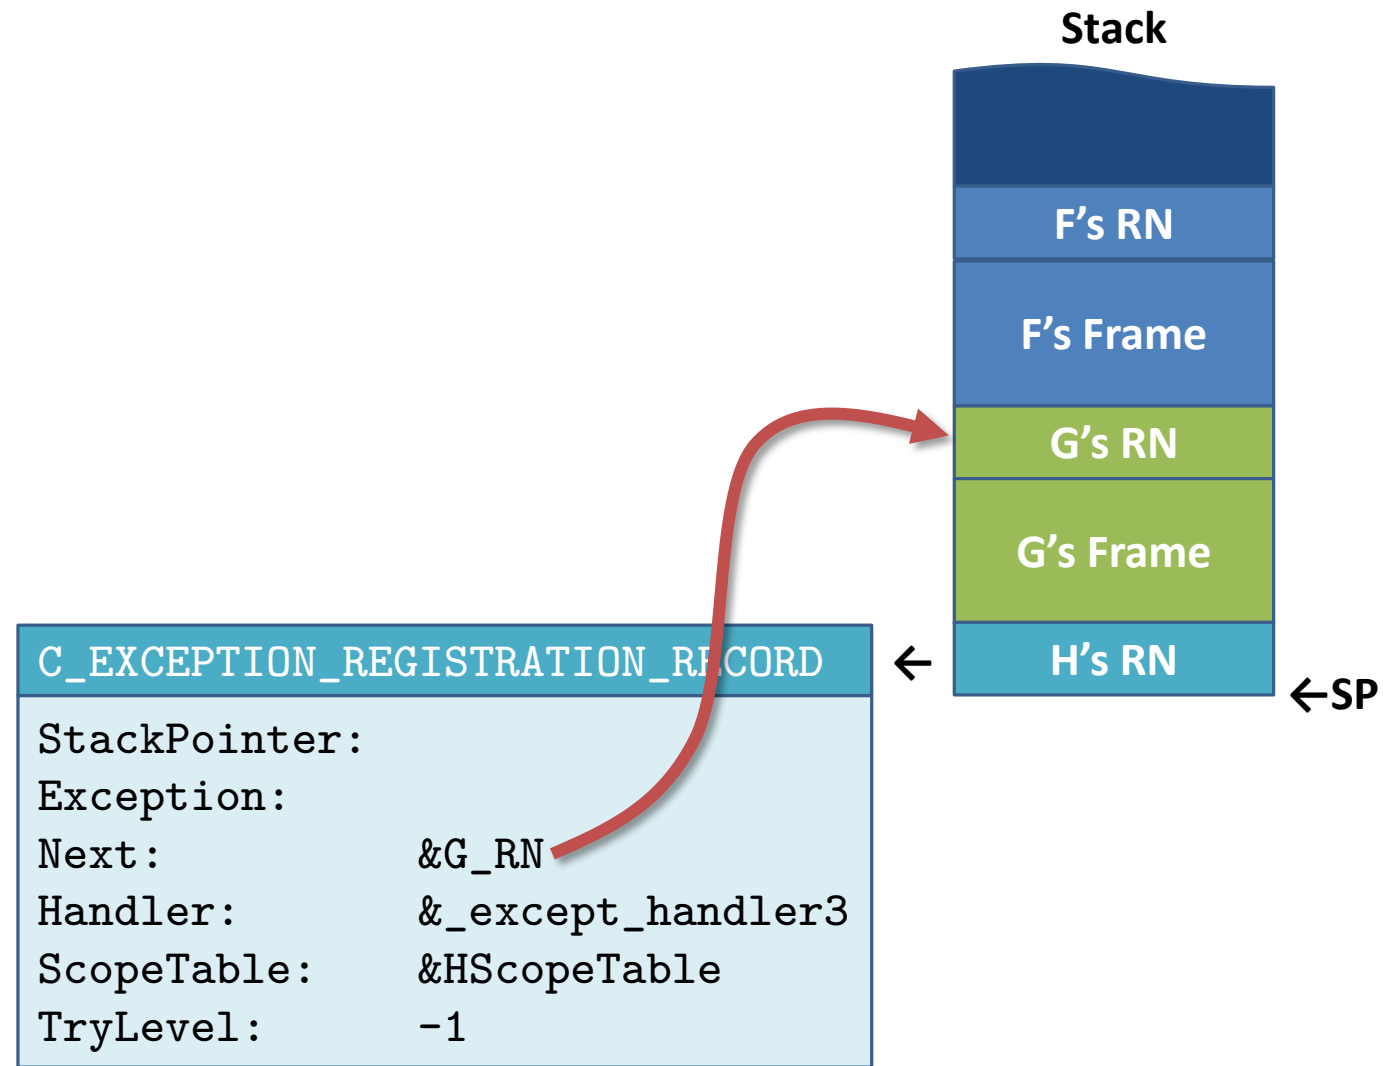 Stack
F’s RN
F’s Frame
G’s RN
G’s Frame
H’s RN
←SP
C_EXCEPTION_REGISTRATION_RECORD ←
StackPointer:
Exception:
Next: &G_RN
Handler: &_except_handler3
ScopeTable: &HScopeTable
TryLevel: -1